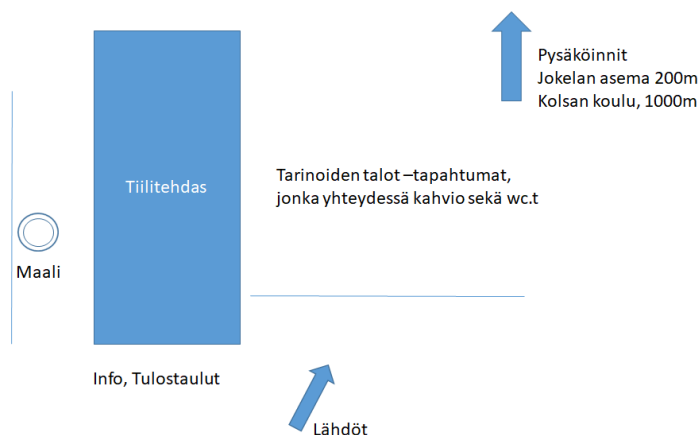 Pysäköinnit
Jokelan asema 200m
Kolsan koulu, 1000m
Tiilitehdas
Tarinoiden talot –tapahtumat,
jonka yhteydessä kahvio sekä wc.t
Maali
Info, Tulostaulut
Lähdöt